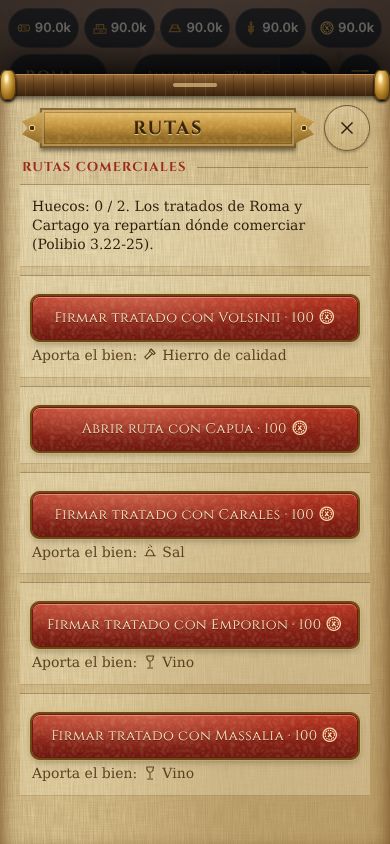 90.0k 90.0k 90.0k 90.0k 90.0k
RUTAS
RUTAS COMERCIALES
Huecos: 0 / 2. Los tratados de Roma y
Cartago ya repartían dónde comerciar
(Polibio 3.22-25).
Firmar tratado con Volsinii · 100
Aporta el bien: Hierro de calidad
Abrir ruta con Capua · 100
Firmar tratado con Carales · 100
Aporta el bien: Sal
Firmar tratado con Emporion · 100
Aporta el bien: Vino
Firmar tratado con Massalia · 100
Aporta el bien: Vino